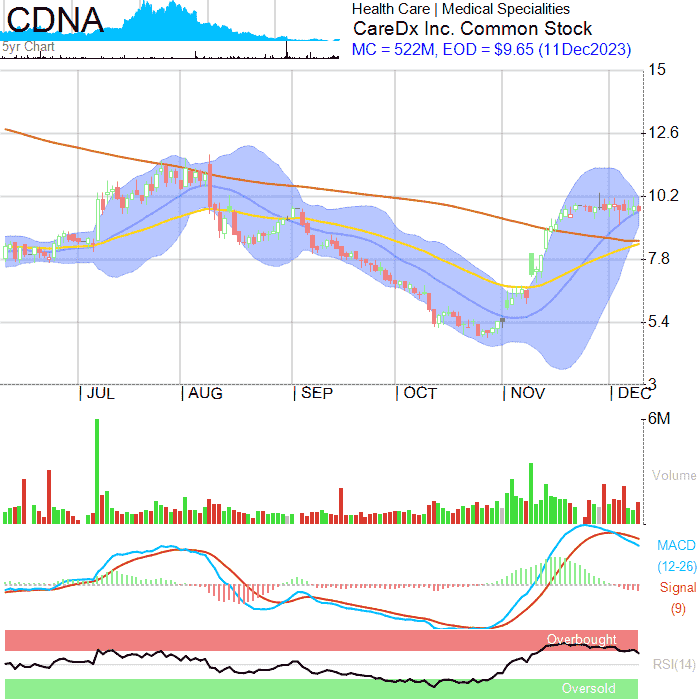 CDNA
5yr Chart
Health Care | Medical Specialities
CareDx Inc. Common Stock
MC = 522M, EOD = $9.65 (11Dec2023)
15
12.6
10.2
7.8
5.4
3
JUL AUG SEP OCT NOV DEC
6M
Volume
MACD
(12-26)
Signal
(9)
Overbought
RSI(14)
Oversold